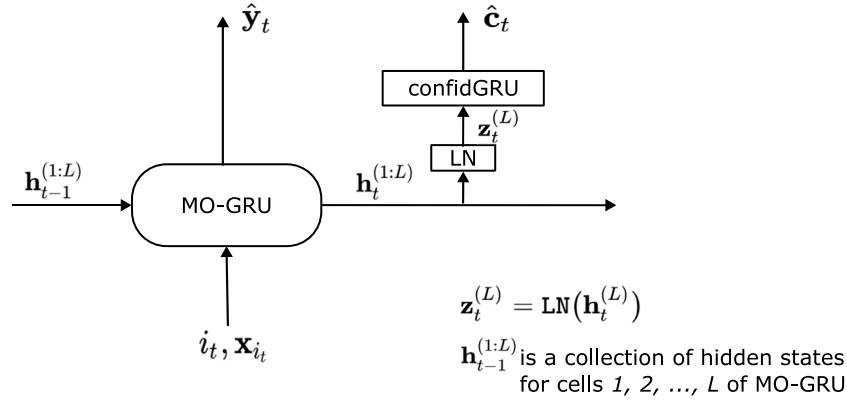 ŷ_t
ĉ_t
confidGRU
z_t^{(L)}
LN
h_{t-1}^{(1:L)}
MO-GRU
h_t^{(1:L)}
i_t, x_{i_t}
z_t^{(L)} = LN(h_t^{(L)})
h_{t-1}^{(1:L)} is a collection of hidden states
for cells 1, 2, ..., L of MO-GRU